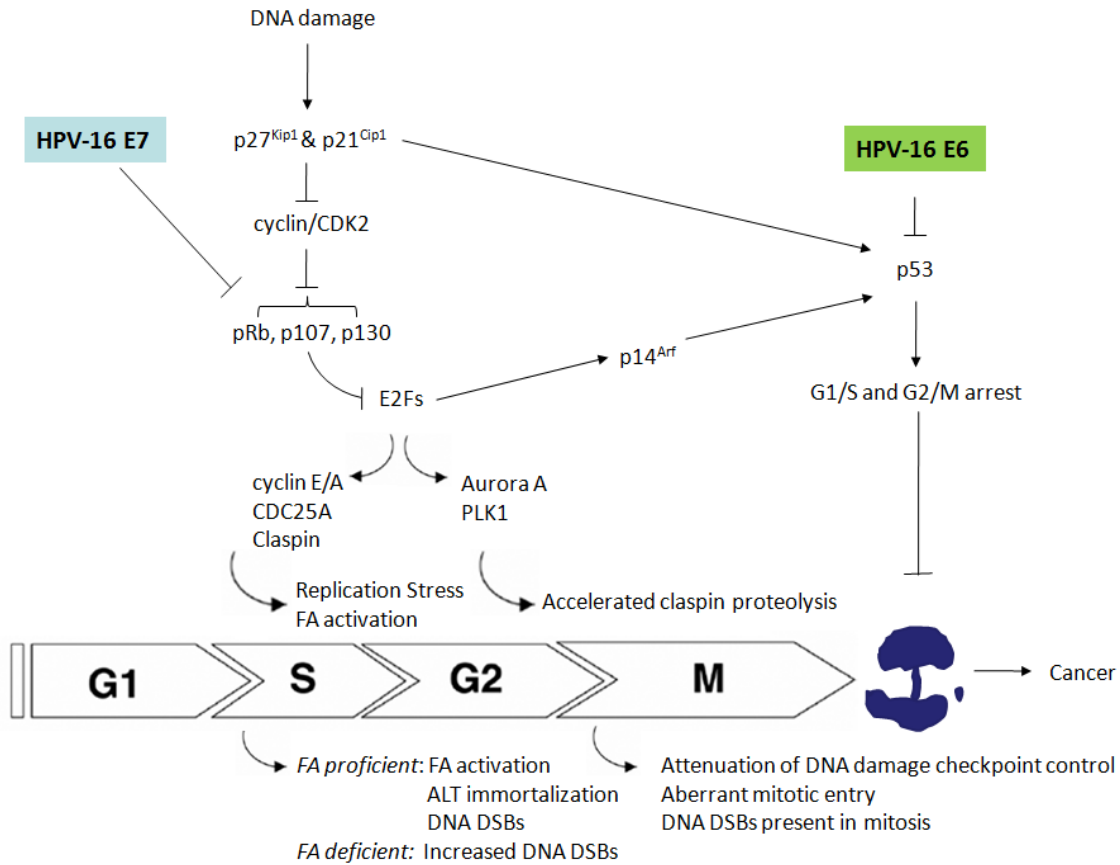 DNA damage
HPV-16 E7
p27Kip1 & p21Cip1
HPV-16 E6
cyclin/CDK2
p53
pRb, p107, p130
p14Arf
E2Fs
G1/S and G2/M arrest
cyclin E/A
CDC25A
Claspin
Aurora A
PLK1
Replication Stress
FA activation
Accelerated claspin proteolysis
G1
S
G2
M
Cancer
FA proficient: FA activation
ALT immortalization
DNA DSBs
FA deficient: Increased DNA DSBs
Attenuation of DNA damage checkpoint control
Aberrant mitotic entry
DNA DSBs present in mitosis